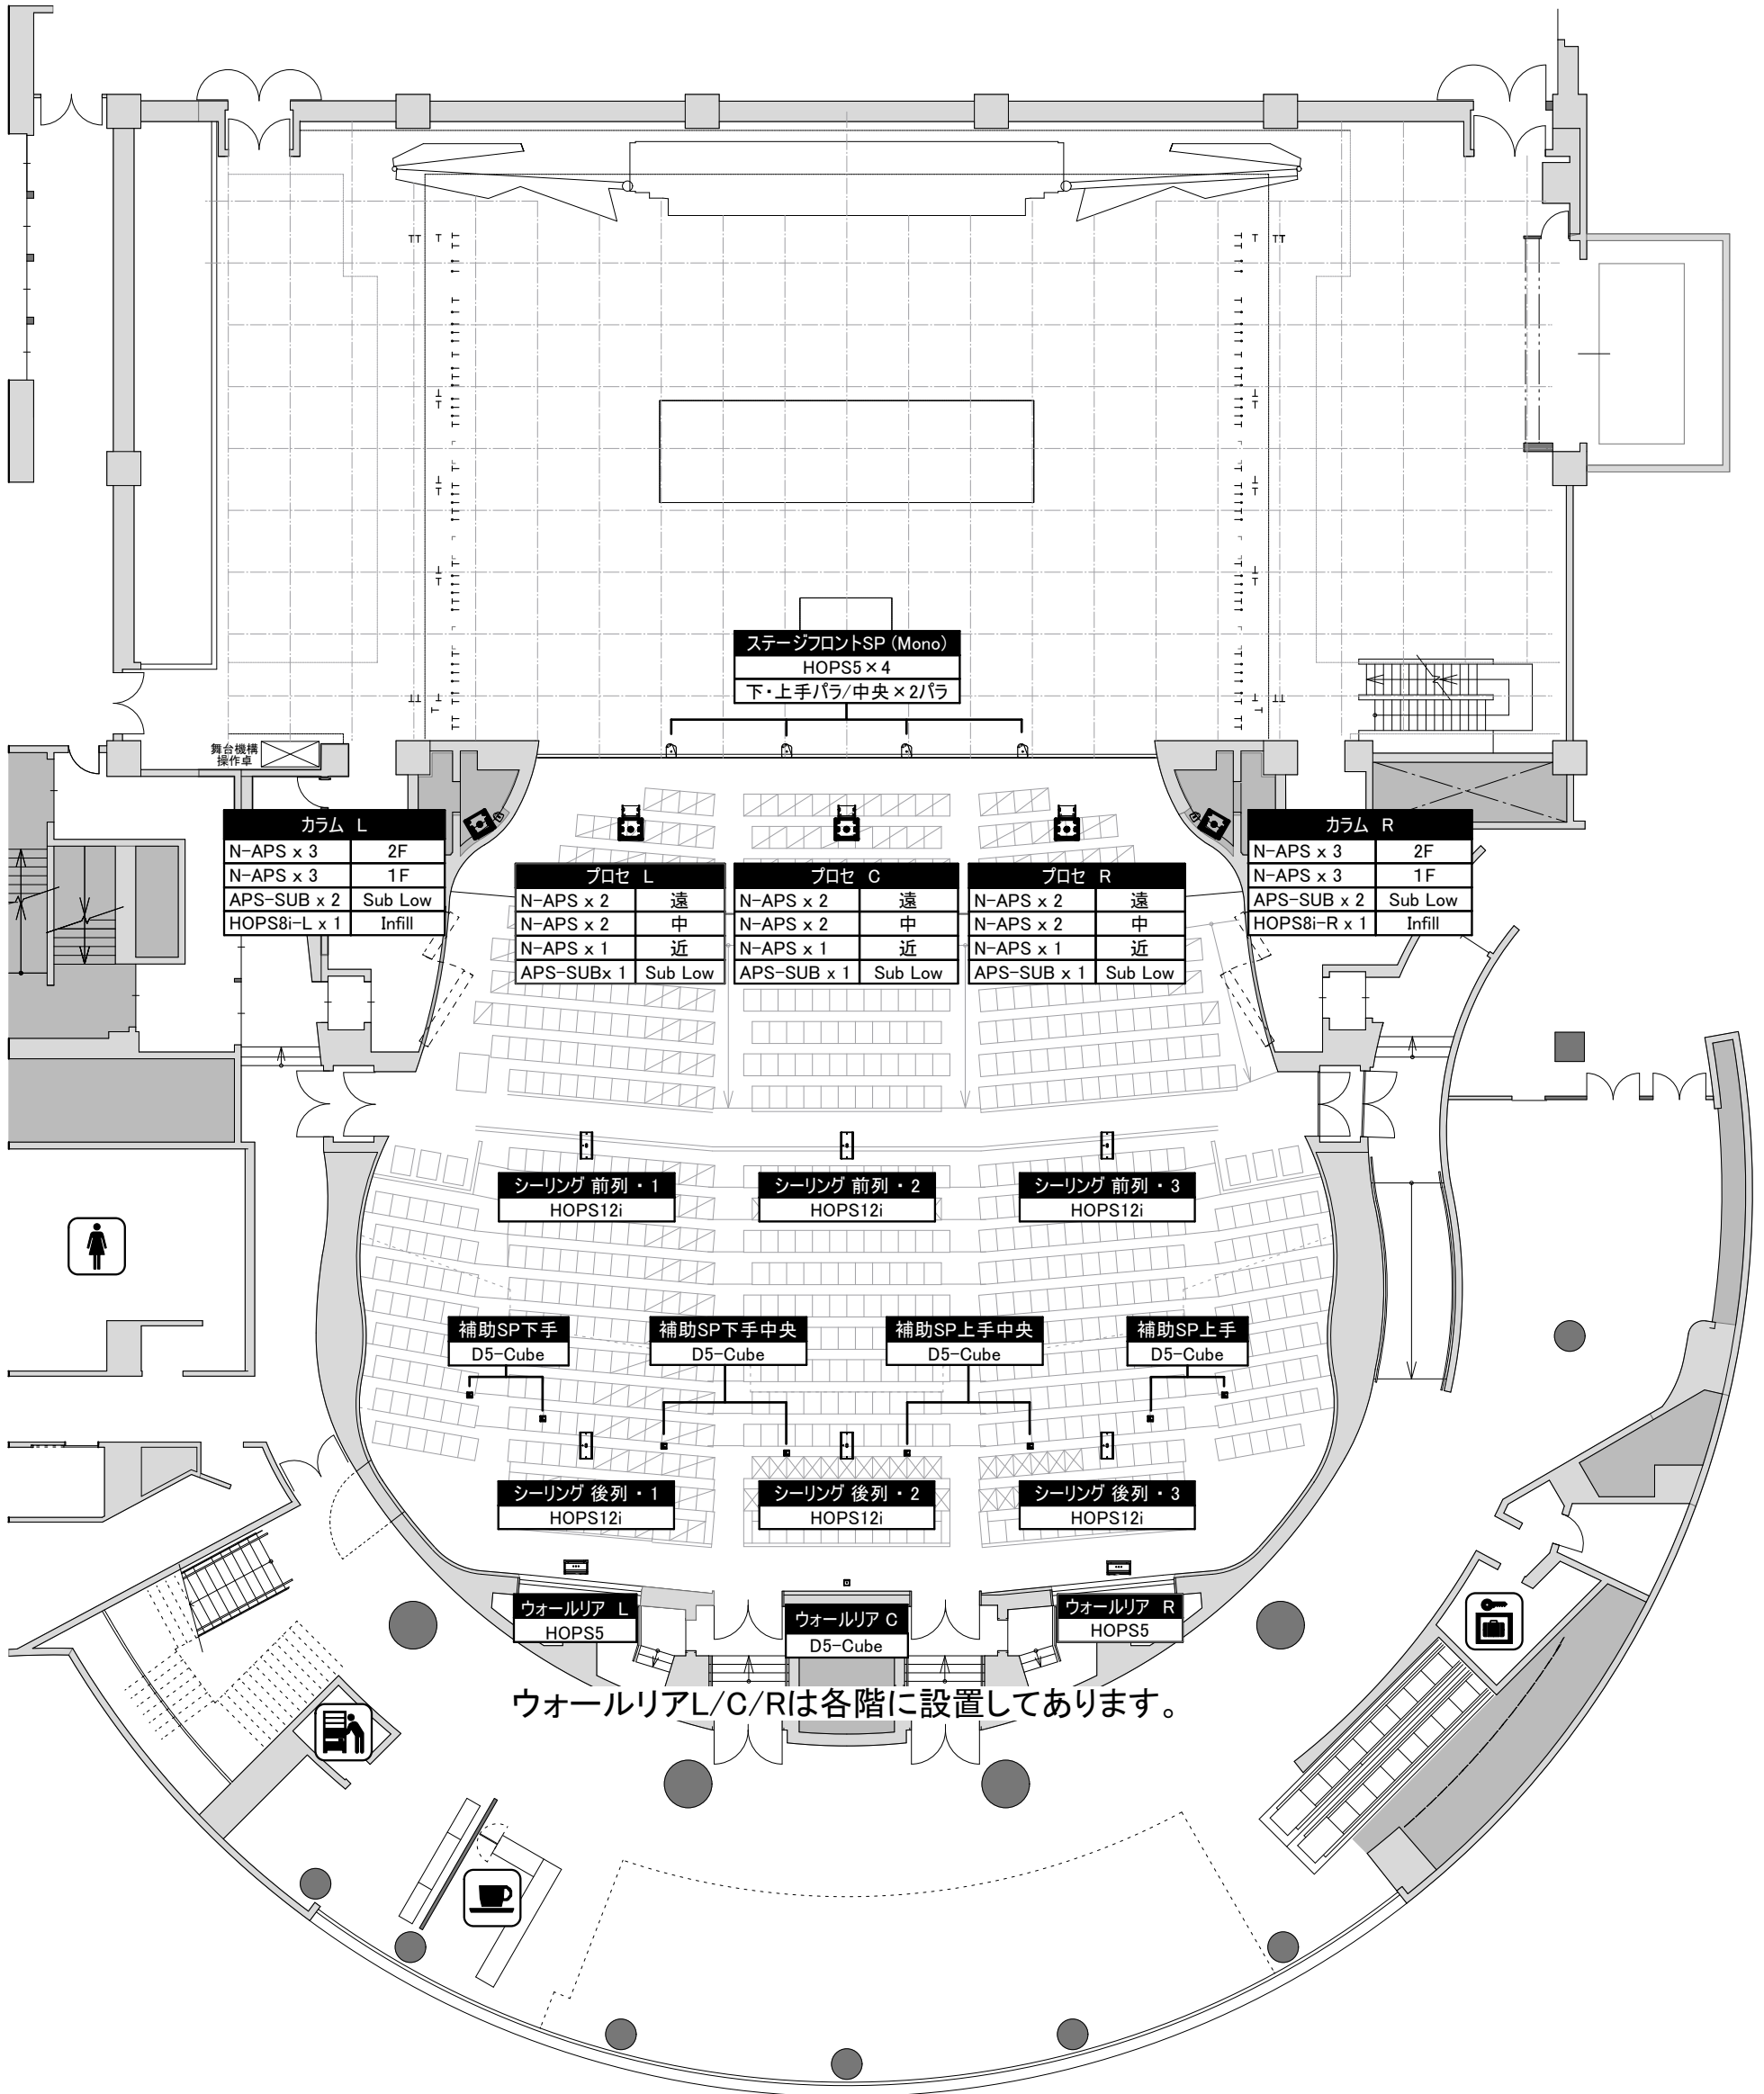 ステージフロントSP (Mono)
HOPS5×4
下・上手パラ/中央×2パラ
舞台機構
操作卓
カラム L
N-APS x 3 2F
N-APS x 3 1F
APS-SUB x 2 Sub Low
HOPS8i-L x 1 Infill
プロセ L
N-APS x 2 遠
N-APS x 2 中
N-APS x 1 近
APS-SUBx 1 Sub Low
プロセ C
N-APS x 2 遠
N-APS x 2 中
N-APS x 1 近
APS-SUB x 1 Sub Low
プロセ R
N-APS x 2 遠
N-APS x 2 中
N-APS x 1 近
APS-SUB x 1 Sub Low
カラム R
N-APS x 3 2F
N-APS x 3 1F
APS-SUB x 2 Sub Low
HOPS8i-R x 1 Infill
シーリング 前列 ・ 1
HOPS12i
シーリング 前列 ・ 2
HOPS12i
シーリング 前列 ・ 3
HOPS12i
補助SP下手
D5-Cube
補助SP下手中央
D5-Cube
補助SP上手中央
D5-Cube
補助SP上手
D5-Cube
シーリング 後列 ・ 1
HOPS12i
シーリング 後列 ・ 2
HOPS12i
シーリング 後列 ・ 3
HOPS12i
ウォールリア L
HOPS5
ウォールリア C
D5-Cube
ウォールリア R
HOPS5
ウォールリアL/C/Rは各階に設置してあります。